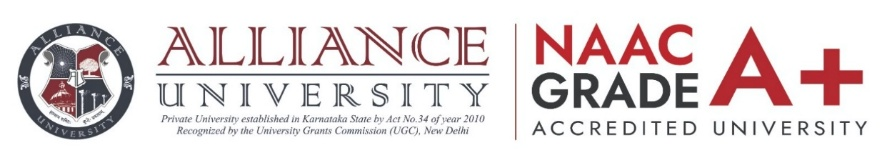 ALLIANCE
UNIVERSITY
ALLIANCE
UNIVERSITY
Private University established in Karnataka State by Act No.34 of year 2010
Recognized by the University Grants Commission (UGC), New Delhi
NAAC
GRADE
A+
ACCREDITED UNIVERSITY